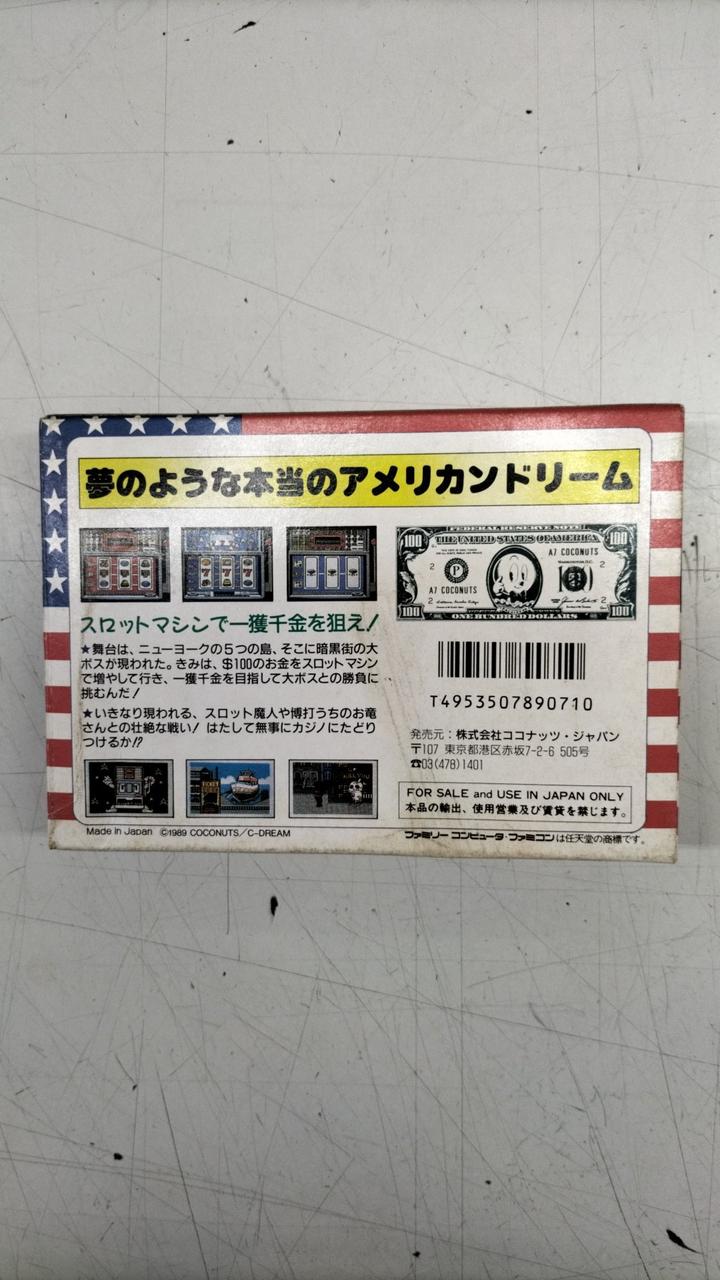 夢のような本当のアメリカンドリーム
スロットマシンで一獲千金を狙え!
★舞台は、ニューヨークの5つの島、そこに暗黒街の大
ボスが現われた。きみは、$100のお金をスロットマシン
で増やして行き、一獲千金を目指して大ボスとの勝負に
挑むんだ!
★いきなり現われる、スロット魔人や博打うちのお竜
さんとの壮絶な戦い! はたして無事にカジノにたどり
つけるか!?
Made in Japan ©1989 COCONUTS/C-DREAM
FEDERAL RESERVE NOTE
THE UNITED STATES OF AMERICA
100 100
A7 COCONUTS
WASHINGTON, D.C.
2 P 2
A7 COCONUTS
2 2
100 100
ONE HUNDRED DOLLARS
T4953507890710
発売元:株式会社ココナッツ・ジャパン
〒107 東京都港区赤坂7-2-6 505号
☎03(478)1401
FOR SALE and USE IN JAPAN ONLY
本品の輸出、使用営業及び賃貸を禁じます。
ファミリーコンピュータ・ファミコンは任天堂の商標です。